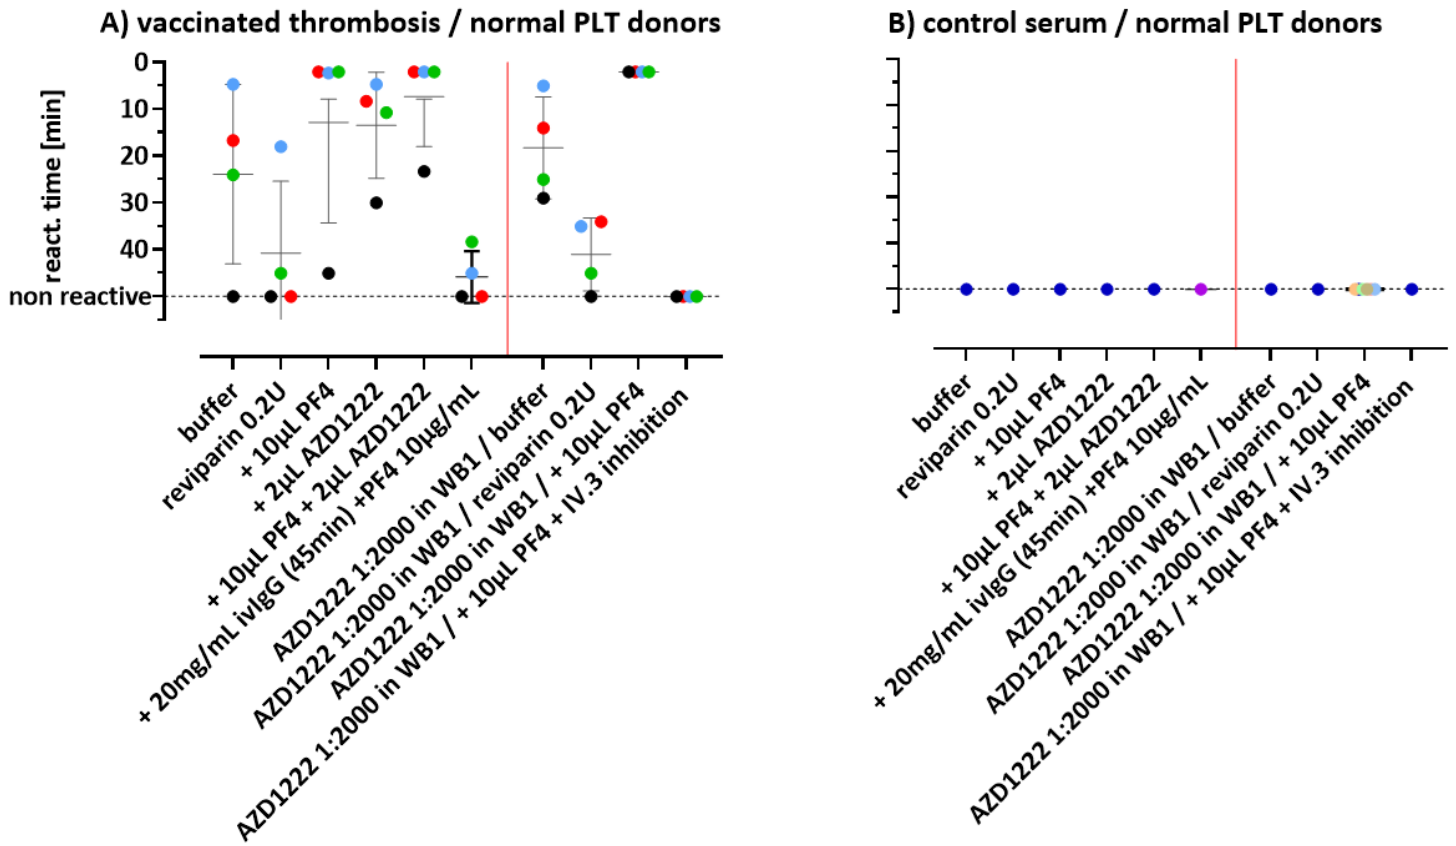 A) vaccinated thrombosis / normal PLT donors
react. time [min]
0
10
20
30
40
non reactive
buffer
reviparin 0.2U
+ 10µL PF4
+ 2µL AZD1222
+ 10µL PF4 + 2µL AZD1222
+ 20mg/mL ivIgG (45min) +PF4 10µg/mL
AZD1222 1:2000 in WB1 / buffer
AZD1222 1:2000 in WB1 / reviparin 0.2U
AZD1222 1:2000 in WB1 / + 10µL PF4
AZD1222 1:2000 in WB1 / + 10µL PF4 + IV.3 inhibition
B) control serum / normal PLT donors
buffer
reviparin 0.2U
+ 10µL PF4
+ 2µL AZD1222
+ 10µL PF4 + 2µL AZD1222
+ 20mg/mL ivIgG (45min) +PF4 10µg/mL
AZD1222 1:2000 in WB1 / buffer
AZD1222 1:2000 in WB1 / reviparin 0.2U
AZD1222 1:2000 in WB1 / + 10µL PF4
AZD1222 1:2000 in WB1 / + 10µL PF4 + IV.3 inhibition